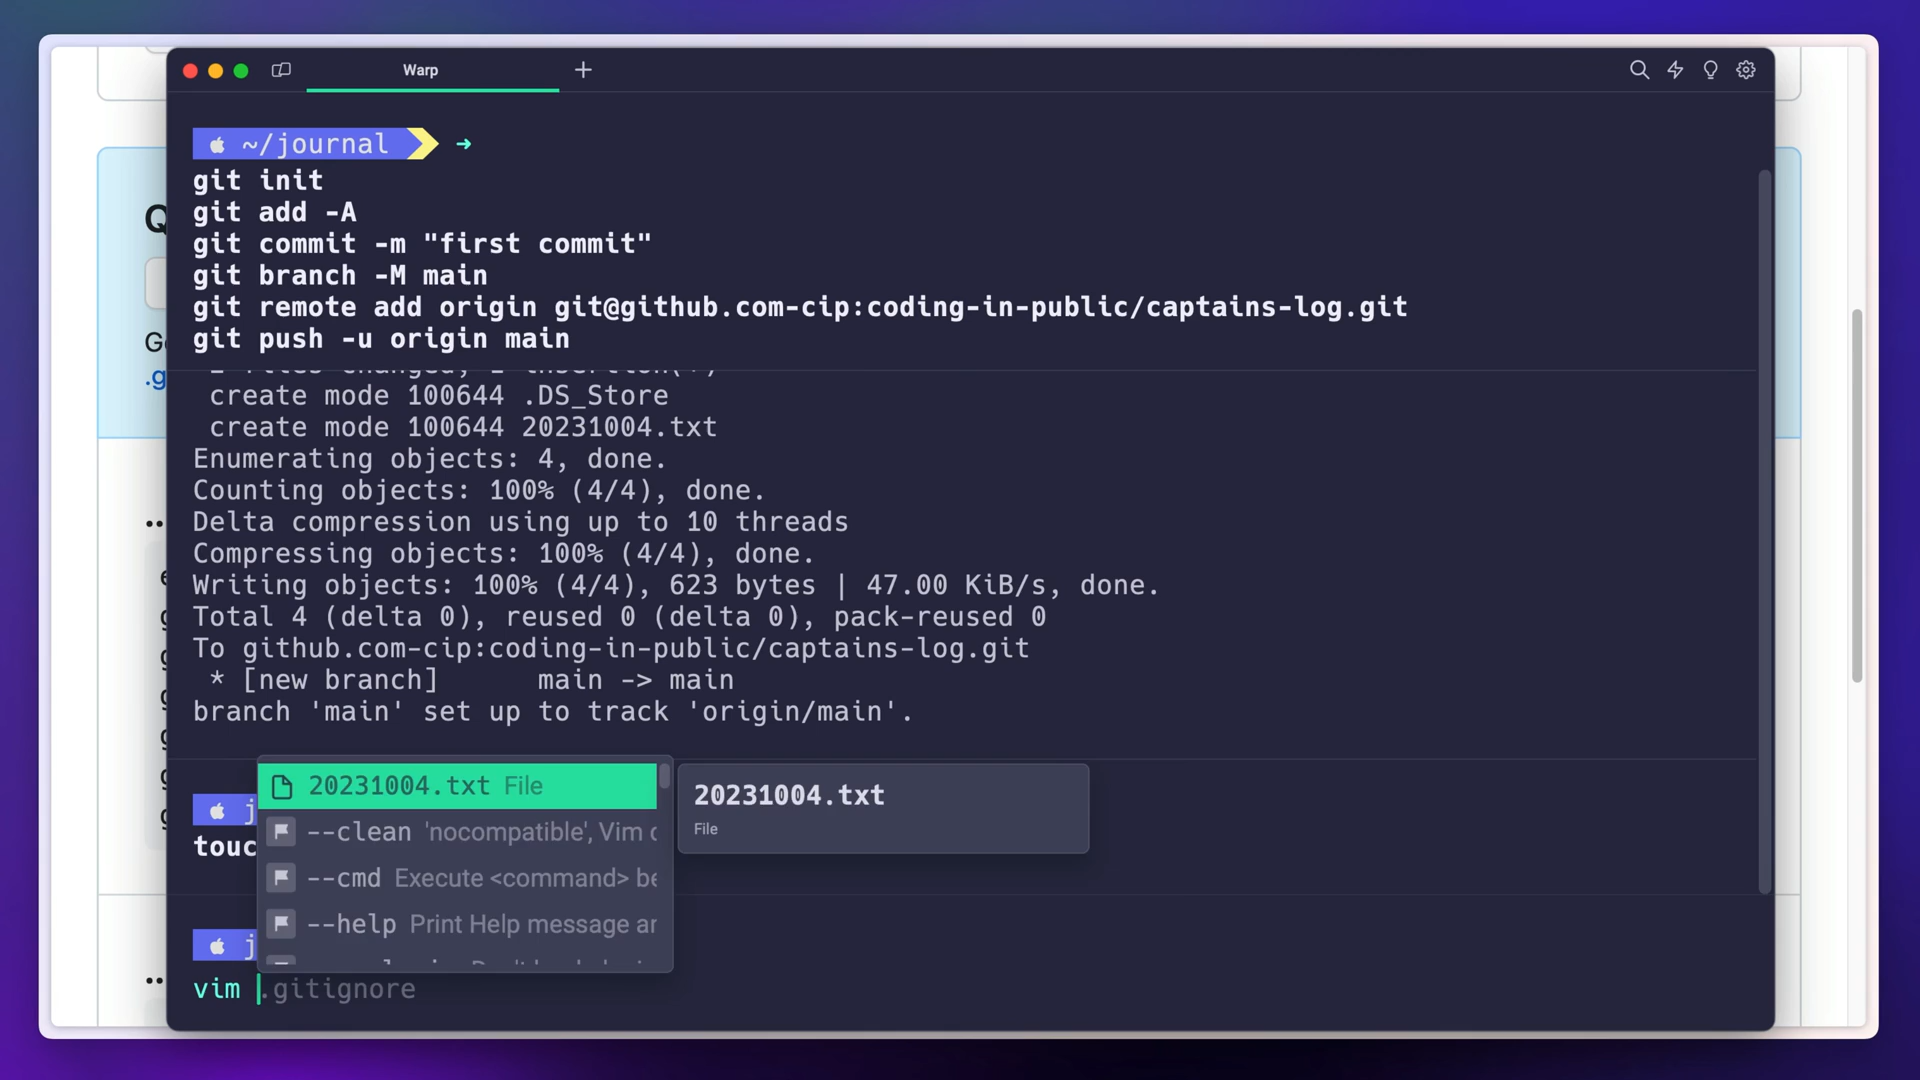 Warp
~/journal
git init
git add -A
git commit -m "first commit"
git branch -M main
git remote add origin git@github.com-cip:coding-in-public/captains-log.git
git push -u origin main
create mode 100644 .DS_Store
create mode 100644 20231004.txt
Enumerating objects: 4, done.
Counting objects: 100% (4/4), done.
Delta compression using up to 10 threads
Compressing objects: 100% (4/4), done.
Writing objects: 100% (4/4), 623 bytes | 47.00 KiB/s, done.
Total 4 (delta 0), reused 0 (delta 0), pack-reused 0
To github.com-cip:coding-in-public/captains-log.git
* [new branch]      main -> main
branch 'main' set up to track 'origin/main'.
20231004.txt File
20231004.txt
File
--clean 'nocompatible', Vim
--cmd Execute <command> be
touc
--help Print Help message
vim .gitignore